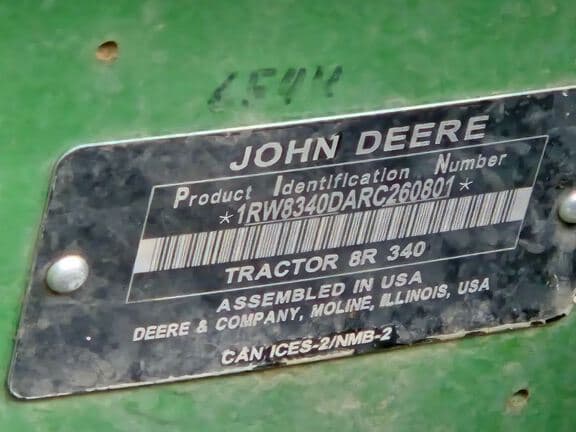 JOHN DEERE
Product Identification Number
*1RW8340DARC260801*
TRACTOR 8R 340
ASSEMBLED IN USA
DEERE & COMPANY, MOLINE, ILLINOIS, USA
CAN ICES-2/NMB-2